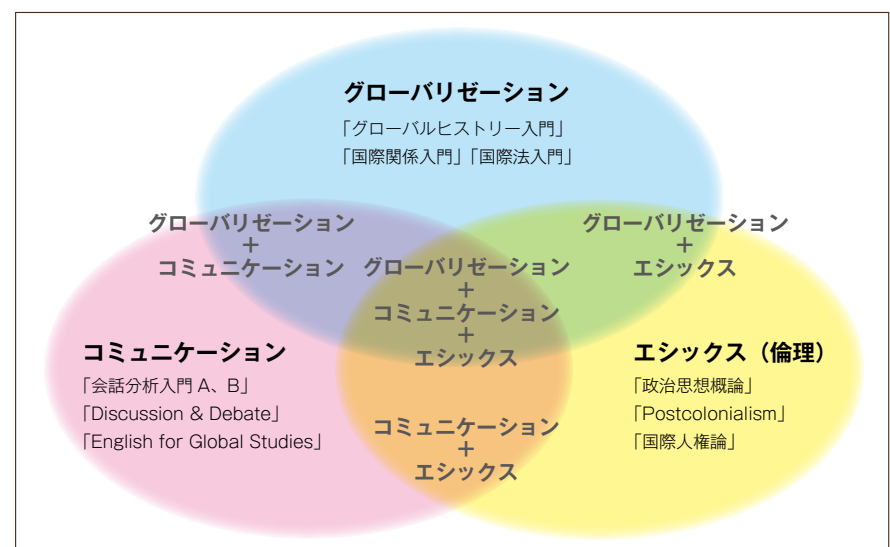 グローバリゼーション
「グローバルヒストリー入門」
「国際関係入門」「国際法入門」
グローバリゼーション
+
コミュニケーション
グローバリゼーション
+
エシックス
グローバリゼーション
+
コミュニケーション
+
エシックス
コミュニケーション
「会話分析入門 A、B」
「Discussion & Debate」
「English for Global Studies」
エシックス（倫理）
「政治思想概論」
「Postcolonialism」
「国際人権論」
コミュニケーション
+
エシックス